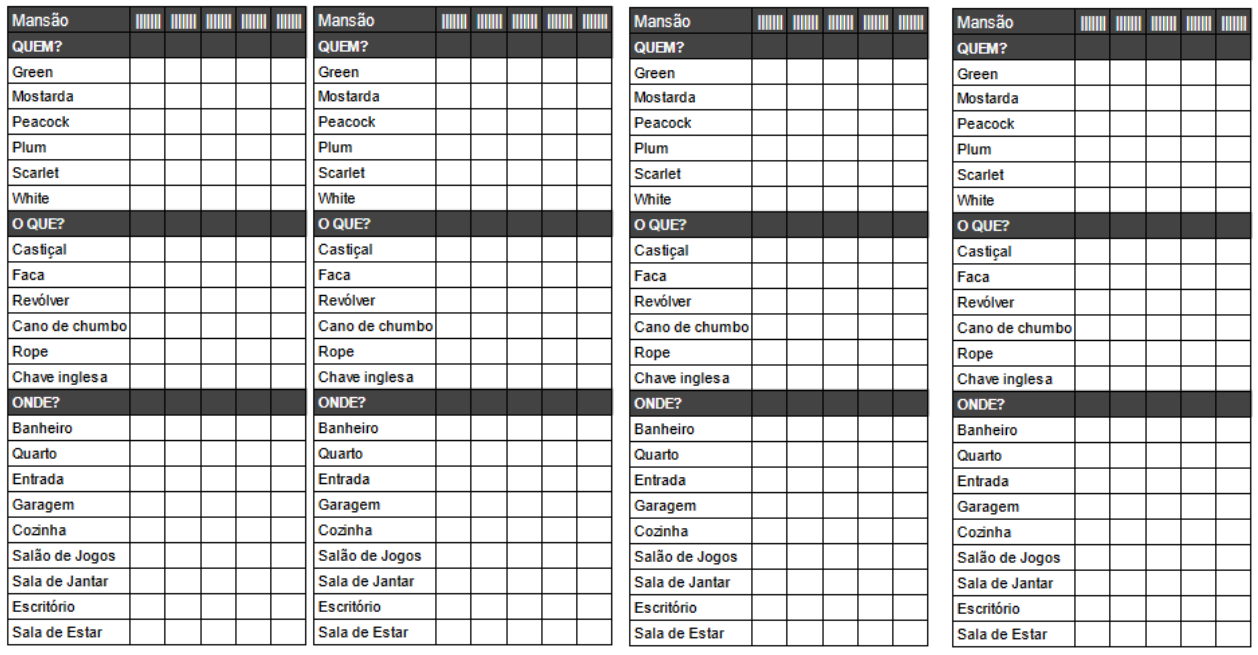 Mansão
QUEM?
Green
Mostarda
Peacock
Plum
Scarlet
White
O QUE?
Castiçal
Faca
Revólver
Cano de chumbo
Rope
Chave inglesa
ONDE?
Banheiro
Quarto
Entrada
Garagem
Cozinha
Salão de Jogos
Sala de Jantar
Escritório
Sala de Estar
Mansão
QUEM?
Green
Mostarda
Peacock
Plum
Scarlet
White
O QUE?
Castiçal
Faca
Revólver
Cano de chumbo
Rope
Chave inglesa
ONDE?
Banheiro
Quarto
Entrada
Garagem
Cozinha
Salão de Jogos
Sala de Jantar
Escritório
Sala de Estar
Mansão
QUEM?
Green
Mostarda
Peacock
Plum
Scarlet
White
O QUE?
Castiçal
Faca
Revólver
Cano de chumbo
Rope
Chave inglesa
ONDE?
Banheiro
Quarto
Entrada
Garagem
Cozinha
Salão de Jogos
Sala de Jantar
Escritório
Sala de Estar
Mansão
QUEM?
Green
Mostarda
Peacock
Plum
Scarlet
White
O QUE?
Castiçal
Faca
Revólver
Cano de chumbo
Rope
Chave inglesa
ONDE?
Banheiro
Quarto
Entrada
Garagem
Cozinha
Salão de Jogos
Sala de Jantar
Escritório
Sala de Estar